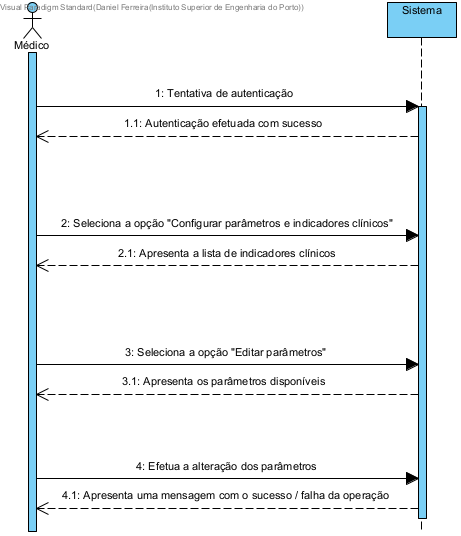 Visual Paradigm Standard(Daniel Ferreira(Instituto Superior de Engenharia do Porto))
Sistema
Médico
1: Tentativa de autenticação
1.1: Autenticação efetuada com sucesso
2: Seleciona a opção "Configurar parâmetros e indicadores clínicos"
2.1: Apresenta a lista de indicadores clínicos
3: Seleciona a opção "Editar parâmetros"
3.1: Apresenta os parâmetros disponíveis
4: Efetua a alteração dos parâmetros
4.1: Apresenta uma mensagem com o sucesso / falha da operação